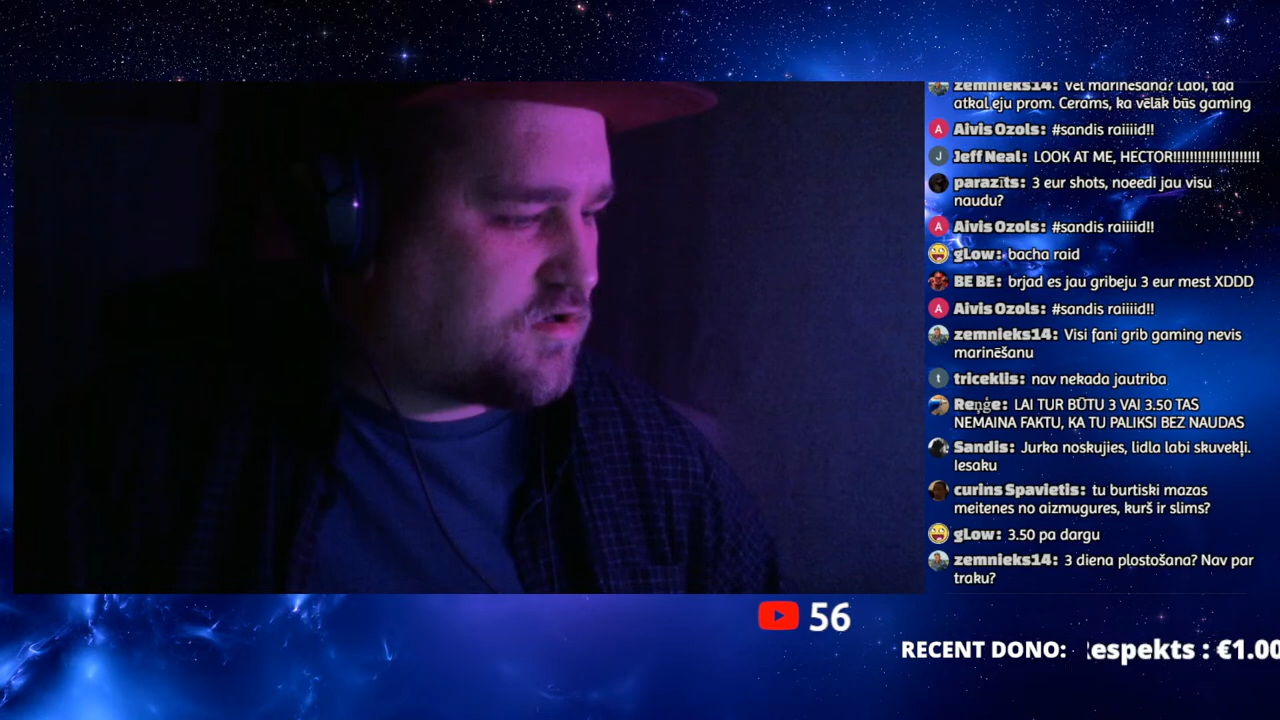 zemnieks14: Vēl marinēšana? Labi, tad
atkal eju prom. Cerams, ka vēlāk būs gaming
Aivis Ozols: #sandis raiiiid!!
Jeff Neal: LOOK AT ME, HECTOR!!!!!!!!!!!!!!!!!!!!!
parazīts: 3 eur shots, noeedi jau visu
naudu?
Aivis Ozols: #sandis raiiiid!!
gLow: bacha raid
BE BE: brjad es jau gribeju 3 eur mest XDDD
Aivis Ozols: #sandis raiiiid!!
zemnieks14: Visi fani grib gaming nevis
marinēšanu
triceklis: nav nekada jautriba
Reņģe: LAI TUR BŪTU 3 VAI 3.50 TAS
NEMAINA FAKTU, KA TU PALIKSI BEZ NAUDAS
Sandis: Jurka noskujies, lidla labi skuvekļi.
Iesaku
curins Spavietis: tu burtiski mazas
meitenes no aizmugures, kurš ir slims?
gLow: 3.50 pa dargu
zemnieks14: 3 diena plostošana? Nav par
traku?
56
RECENT DONO: espekts : €1.00